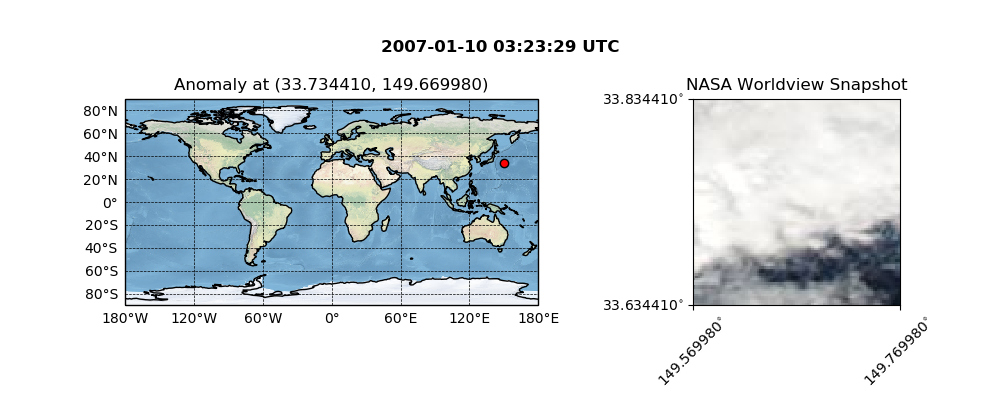 2007-01-10 03:23:29 UTC
Anomaly at (33.734410, 149.669980)
80°N
60°N
40°N
20°N
0°
20°S
40°S
60°S
80°S
180°W 120°W 60°W 0° 60°E 120°E 180°E
NASA Worldview Snapshot
33.834410°
33.634410°
149.569980°
149.769980°